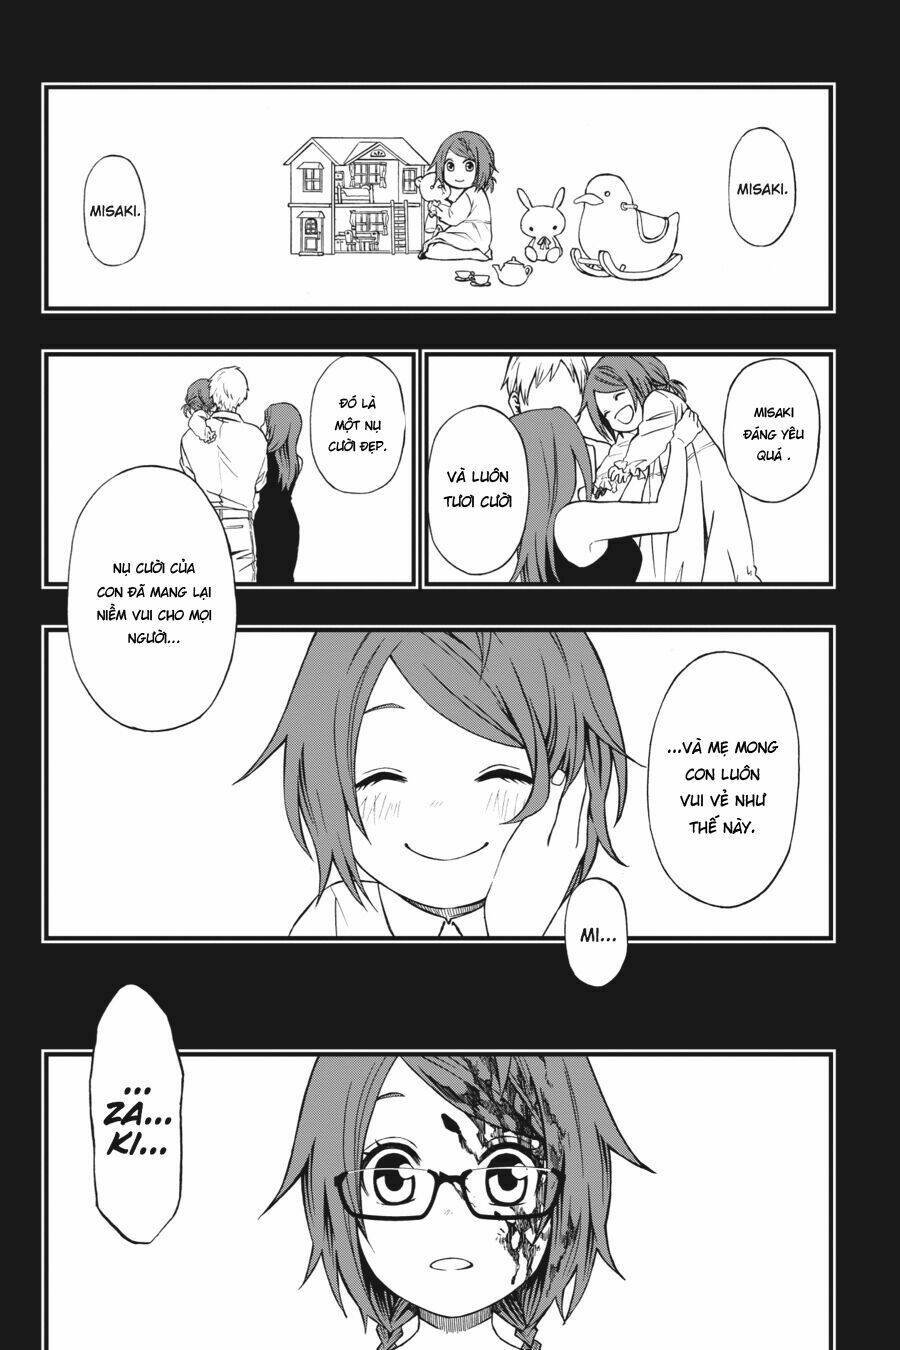 MISAKI.
MISAKI.
MISAKI
ĐÁNG YÊU
QUÁ .
VÀ LUÔN
TƯƠI CƯỜI
ĐÓ LÀ
MỘT NỤ
CƯỜI ĐẸP.
NỤ CƯỜI CỦA
CON ĐÃ MANG LẠI
NIỀM VUI CHO MỌI
NGƯỜI...
...VÀ MẸ MONG
CON LUÔN
VUI VẺ NHƯ
THẾ NÀY.
MI...
...
ZA...
KI...